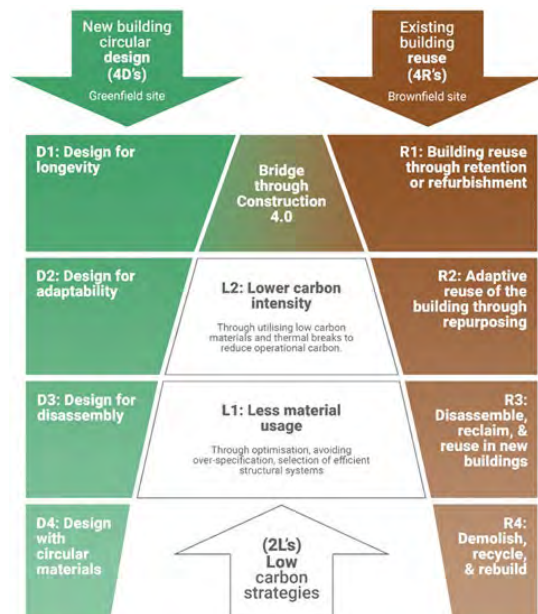 New building
circular
design
(4D's)
Greenfield site
Existing
building
reuse
(4R's)
Brownfield site
D1: Design for
longevity
Bridge
through
Construction
4.0
R1: Building reuse
through retention
or refurbishment
D2: Design for
adaptability
L2: Lower carbon
intensity
Through utilising low carbon
materials and thermal breaks to
reduce operational carbon.
R2: Adaptive
reuse of the
building through
repurposing
D3: Design for
disassembly
L1: Less material
usage
Through optimisation, avoiding
over-specification, selection of efficient
structural systems
R3:
Disassemble,
reclaim, &
reuse in new
buildings
D4: Design
with
circular
materials
(2L's)
Low
carbon
strategies
R4:
Demolish,
recycle,
& rebuild